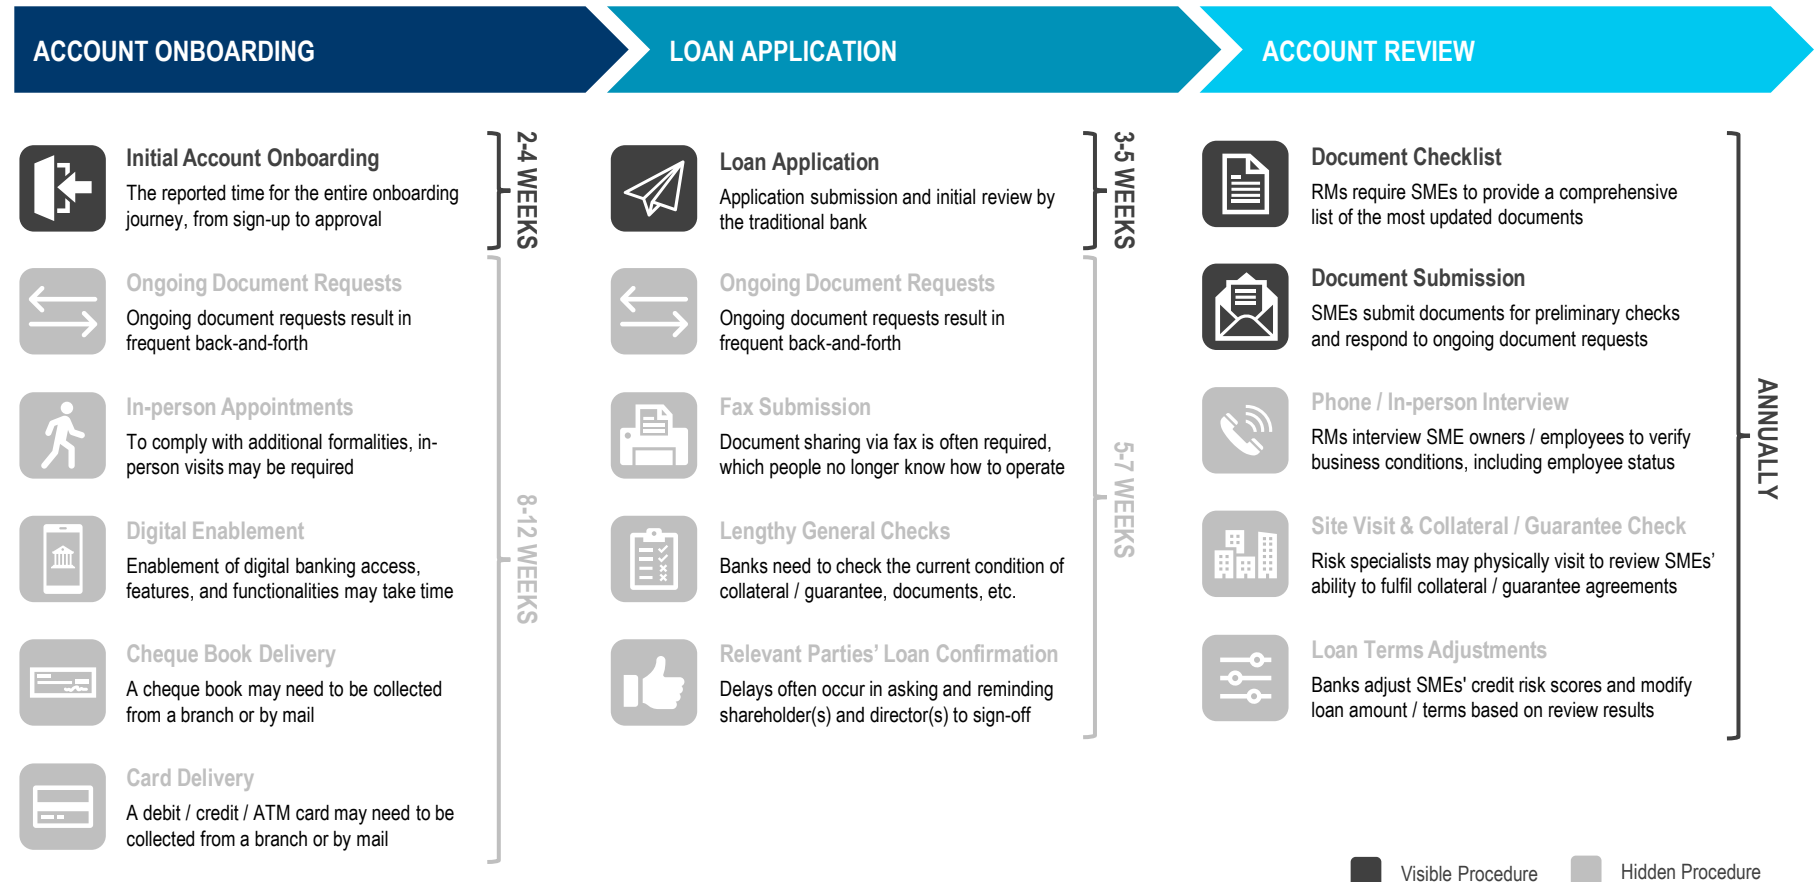 ACCOUNT ONBOARDING
LOAN APPLICATION
ACCOUNT REVIEW
Initial Account Onboarding
The reported time for the entire onboarding
journey, from sign-up to approval
2-4 WEEKS
Ongoing Document Requests
Ongoing document requests result in
frequent back-and-forth
In-person Appointments
To comply with additional formalities, in-
person visits may be required
Digital Enablement
Enablement of digital banking access,
features, and functionalities may take time
Cheque Book Delivery
A cheque book may need to be collected
from a branch or by mail
Card Delivery
A debit / credit / ATM card may need to be
collected from a branch or by mail
8-12 WEEKS
Loan Application
Application submission and initial review by
the traditional bank
3-5 WEEKS
Ongoing Document Requests
Ongoing document requests result in
frequent back-and-forth
Fax Submission
Document sharing via fax is often required,
which people no longer know how to operate
Lengthy General Checks
Banks need to check the current condition of
collateral / guarantee, documents, etc.
Relevant Parties’ Loan Confirmation
Delays often occur in asking and reminding
shareholder(s) and director(s) to sign-off
5-7 WEEKS
Document Checklist
RMs require SMEs to provide a comprehensive
list of the most updated documents
Document Submission
SMEs submit documents for preliminary checks
and respond to ongoing document requests
Phone / In-person Interview
RMs interview SME owners / employees to verify
business conditions, including employee status
Site Visit & Collateral / Guarantee Check
Risk specialists may physically visit to review SMEs’
ability to fulfil collateral / guarantee agreements
Loan Terms Adjustments
Banks adjust SMEs' credit risk scores and modify
loan amount / terms based on review results
ANNUALLY
Visible Procedure
Hidden Procedure